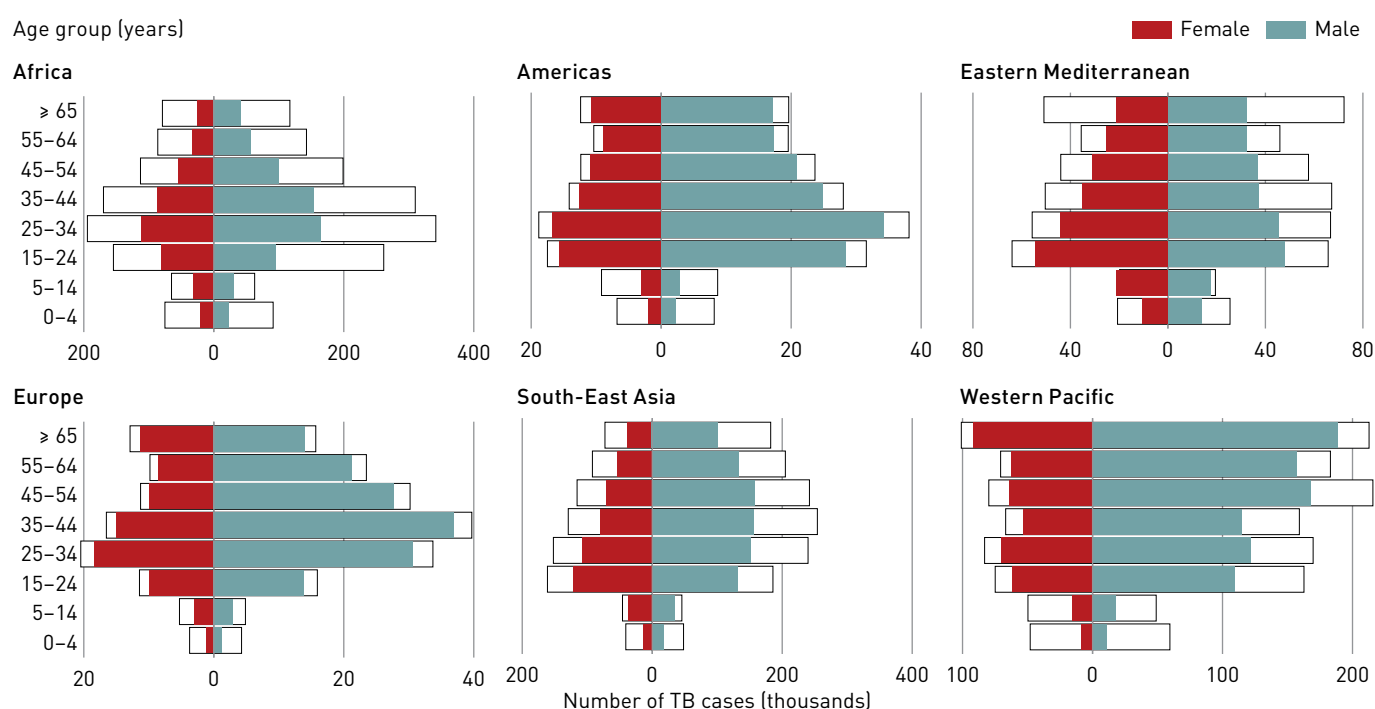 Age group (years)
Female Male
Africa
Americas
Eastern Mediterranean
⩾ 65
55–64
45–54
35–44
25–34
15–24
5–14
0–4
200 0 200 400
20 0 20 40
80 40 0 40 80
Europe
South-East Asia
Western Pacific
⩾ 65
55–64
45–54
35–44
25–34
15–24
5–14
0–4
20 0 20 40
200 0 200 400
100 0 100 200
Number of TB cases (thousands)